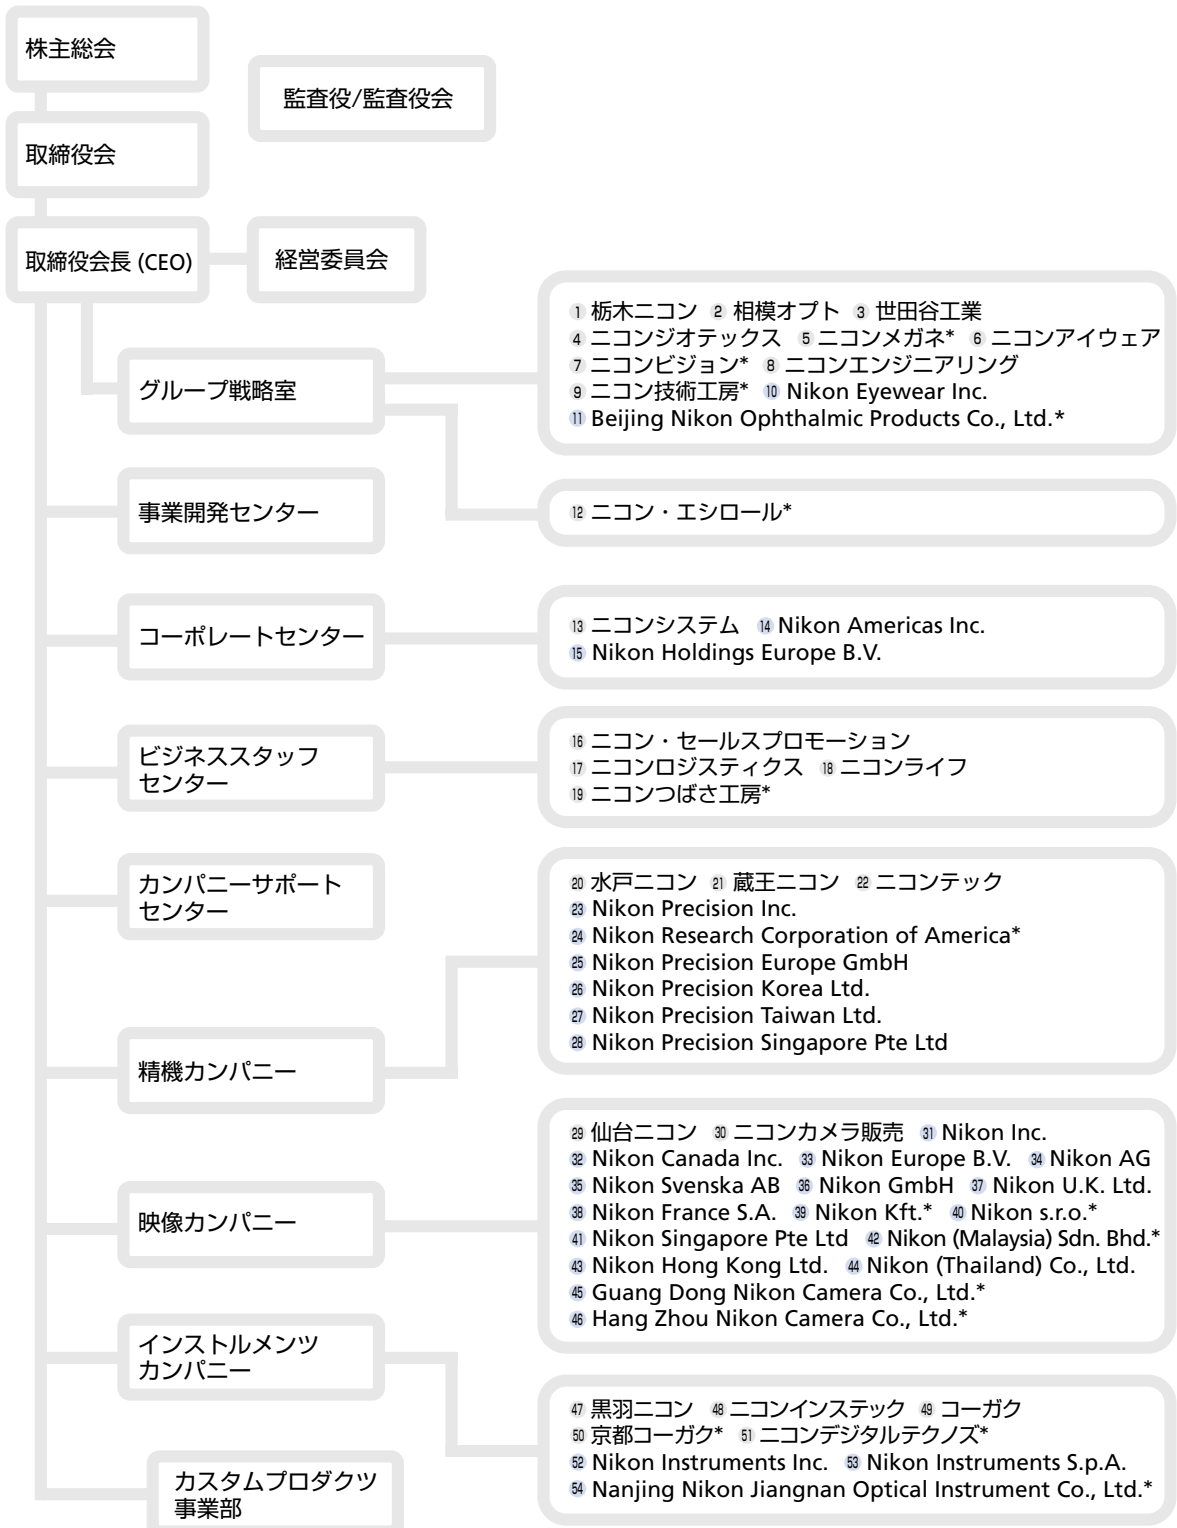 株主総会
監査役/監査役会
取締役会
取締役会長 (CEO)
経営委員会
グループ戦略室
① 栃木ニコン ② 相模オプト ③ 世田谷工業
④ ニコンジオテックス ⑤ ニコンメガネ* ⑥ ニコンアイウェア
⑦ ニコンビジョン* ⑧ ニコンエンジニアリング
⑨ ニコン技術工房* ⑩ Nikon Eyewear Inc.
⑪ Beijing Nikon Ophthalmic Products Co., Ltd.*
事業開発センター
⑫ ニコン・エシロール*
コーポレートセンター
⑬ ニコンシステム ⑭ Nikon Americas Inc.
⑮ Nikon Holdings Europe B.V.
ビジネススタッフ
センター
⑯ ニコン・セールスプロモーション
⑰ ニコンロジスティクス ⑱ ニコンライフ
⑲ ニコンつばさ工房*
カンパニーサポート
センター
⑳ 水戸ニコン ㉑ 蔵王ニコン ㉒ ニコンテック
㉓ Nikon Precision Inc.
㉔ Nikon Research Corporation of America*
㉕ Nikon Precision Europe GmbH
㉖ Nikon Precision Korea Ltd.
㉗ Nikon Precision Taiwan Ltd.
㉘ Nikon Precision Singapore Pte Ltd
精機カンパニー
映像カンパニー
㉙ 仙台ニコン ㉚ ニコンカメラ販売 ㉛ Nikon Inc.
㉜ Nikon Canada Inc. ㉝ Nikon Europe B.V. ㉞ Nikon AG
㉟ Nikon Svenska AB ㊱ Nikon GmbH ㊲ Nikon U.K. Ltd.
㊳ Nikon France S.A. ㊴ Nikon Kft.* ㊵ Nikon s.r.o.*
㊶ Nikon Singapore Pte Ltd ㊷ Nikon (Malaysia) Sdn. Bhd.*
㊸ Nikon Hong Kong Ltd. ㊹ Nikon (Thailand) Co., Ltd.
㊺ Guang Dong Nikon Camera Co., Ltd.*
㊻ Hang Zhou Nikon Camera Co., Ltd.*
インストルメンツ
カンパニー
㊼ 黒羽ニコン ㊽ ニコンインステック ㊾ コーガク
㊿ 京都コーガク* 51 ニコンデジタルテクノズ*
52 Nikon Instruments Inc. 53 Nikon Instruments S.p.A.
54 Nanjing Nikon Jiangnan Optical Instrument Co., Ltd.*
カスタムプロダクツ
事業部